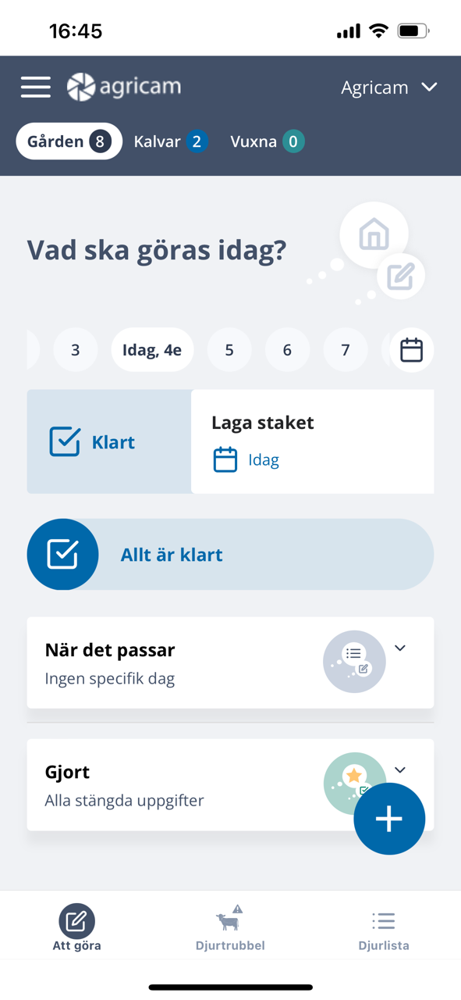 16:45
agricam
Agricam
Gården 8 Kalvar 2 Vuxna 0
Vad ska göras idag?
3 Idag, 4e 5 6 7
Klart
Laga staket
Idag
Allt är klart
När det passar
Ingen specifik dag
Gjort
Alla stängda uppgifter
Att göra Djurtrubbel Djurlista